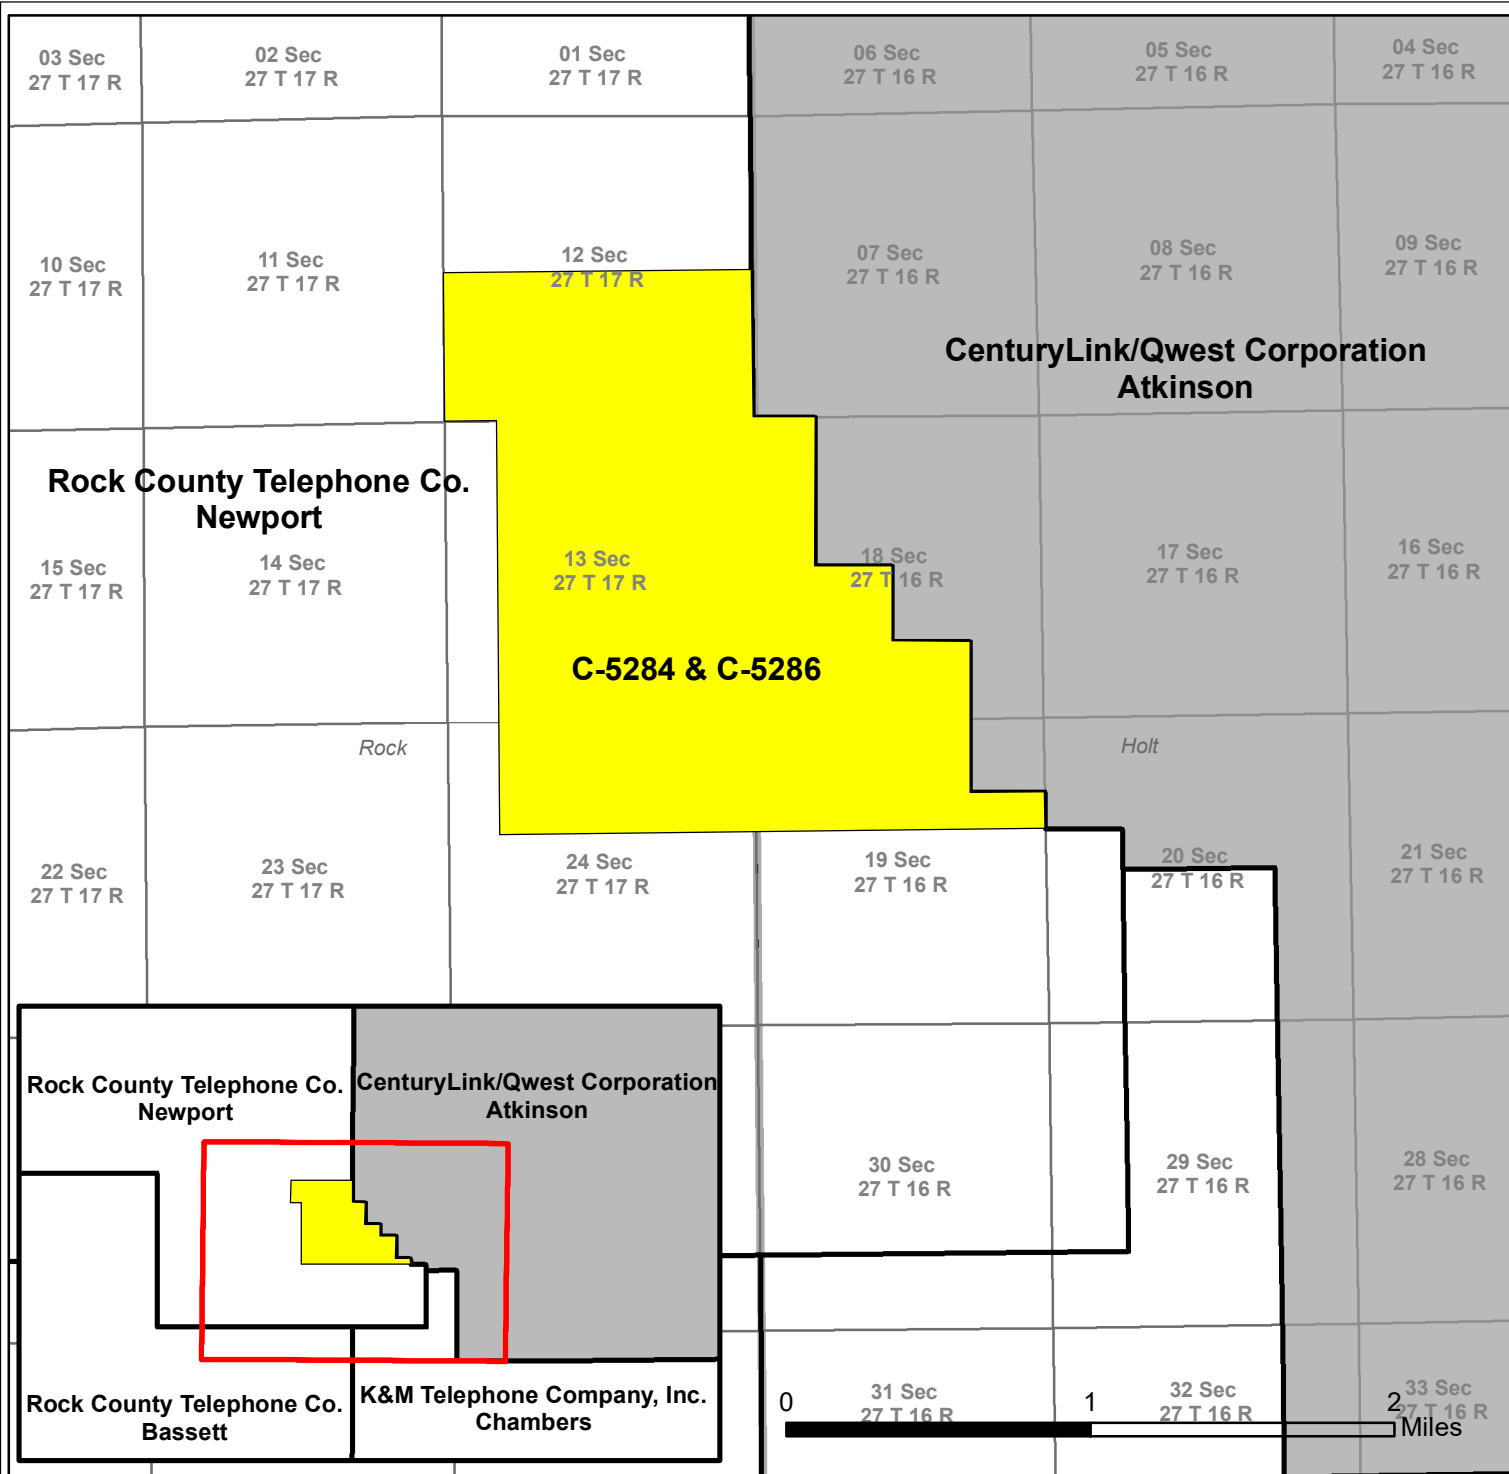 03 Sec
27 T 17 R
02 Sec
27 T 17 R
01 Sec
27 T 17 R
06 Sec
27 T 16 R
05 Sec
27 T 16 R
04 Sec
27 T 16 R
10 Sec
27 T 17 R
11 Sec
27 T 17 R
12 Sec
27 T 17 R
07 Sec
27 T 16 R
08 Sec
27 T 16 R
09 Sec
27 T 16 R
CenturyLink/Qwest Corporation
Atkinson
Rock County Telephone Co.
Newport
15 Sec
27 T 17 R
14 Sec
27 T 17 R
13 Sec
27 T 17 R
18 Sec
27 T 16 R
17 Sec
27 T 16 R
16 Sec
27 T 16 R
C-5284 & C-5286
Rock
Holt
22 Sec
27 T 17 R
23 Sec
27 T 17 R
24 Sec
27 T 17 R
19 Sec
27 T 16 R
20 Sec
27 T 16 R
21 Sec
27 T 16 R
30 Sec
27 T 16 R
29 Sec
27 T 16 R
28 Sec
27 T 16 R
31 Sec
27 T 16 R
32 Sec
27 T 16 R
33 Sec
27 T 16 R
Rock County Telephone Co.
Newport
CenturyLink/Qwest Corporation
Atkinson
Rock County Telephone Co.
Bassett
K&M Telephone Company, Inc.
Chambers
0 1 2
Miles